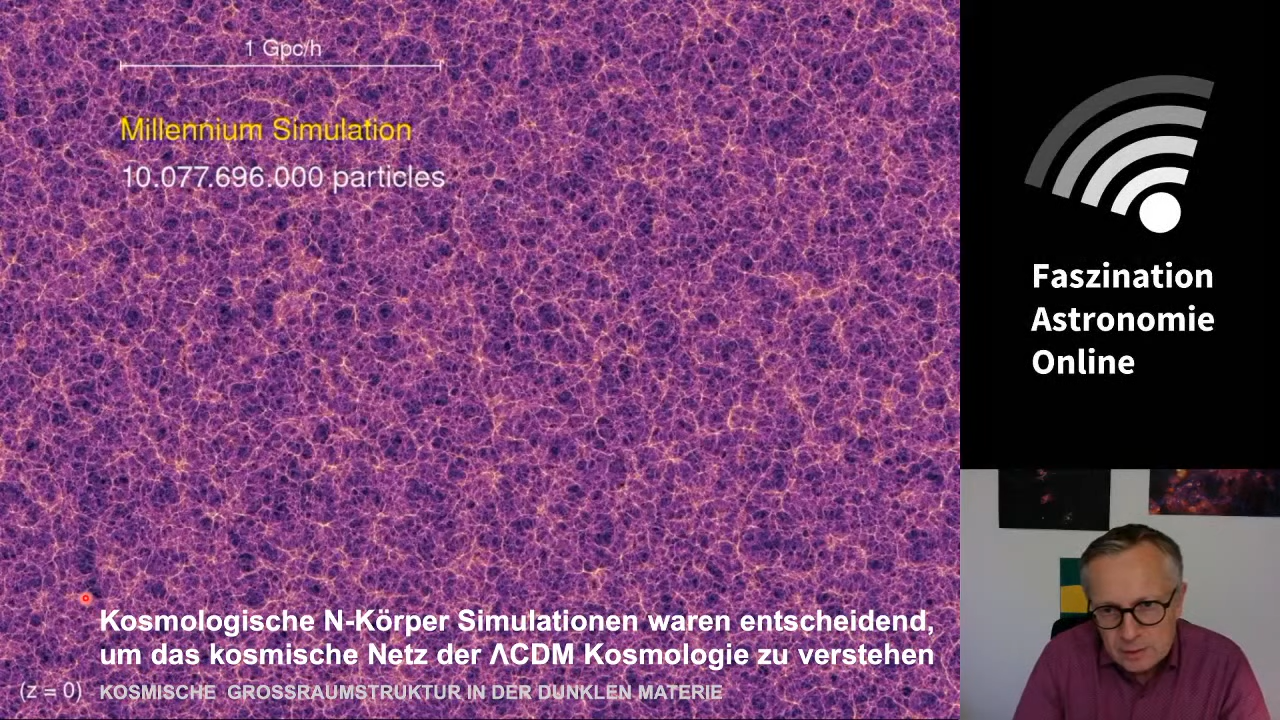 1 Gpc/h
Millennium Simulation
10.077.696.000 particles
Kosmologische N-Körper Simulationen waren entscheidend,
um das kosmische Netz der ΛCDM Kosmologie zu verstehen
(z = 0) KOSMISCHE GROSSRAUMSTRUKTUR IN DER DUNKLEN MATERIE
Faszination
Astronomie
Online